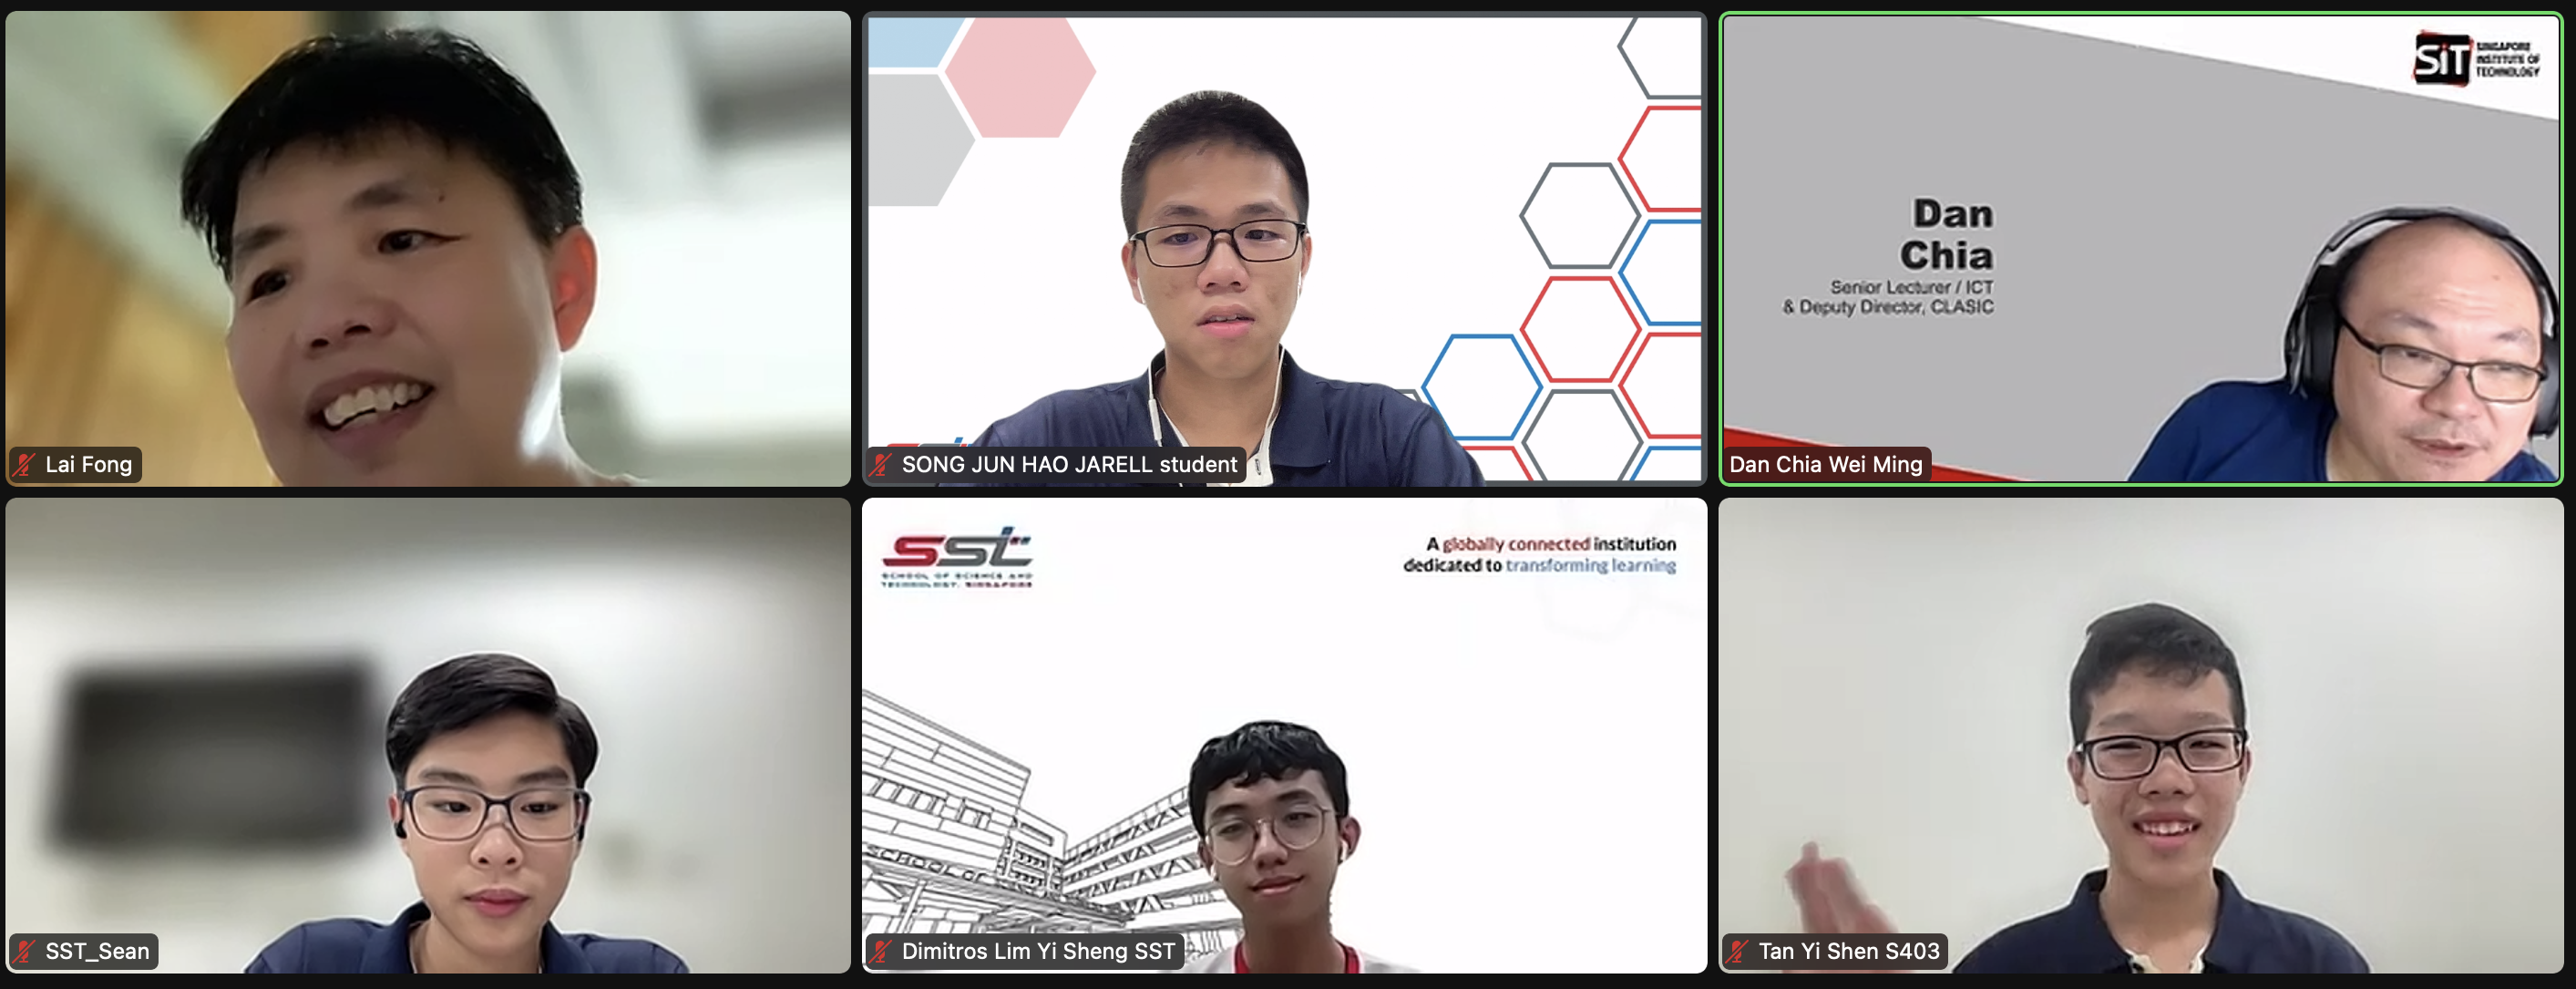 SiT SINGAPORE
INSTITUTE OF
TECHNOLOGY
Dan
Chia
Senior Lecturer / ICT
& Deputy Director, CLASIC
Lai Fong
SONG JUN HAO JARELL student
Dan Chia Wei Ming
sst
SCHOOL OF SCIENCE AND
TECHNOLOGY, SINGAPORE
A globally connected institution
dedicated to transforming learning
SCHOOL OF
SST_Sean
Dimitros Lim Yi Sheng SST
Tan Yi Shen S403